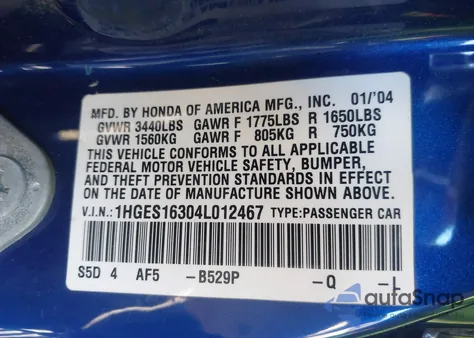 MFD. BY HONDA OF AMERICA MFG., INC. 01/'04
GVWR 3440LBS GAWR F 1775LBS R 1650LBS
GVWR 1560KG GAWR F 805KG R 750KG
THIS VEHICLE CONFORMS TO ALL APPLICABLE
FEDERAL MOTOR VEHICLE SAFETY, BUMPER,
AND THEFT PREVENTION STANDARDS IN EFFECT
ON THE DATE OF MANUFACTURE SHOWN ABOVE.
V.I.N.: 1HGES16304L012467 TYPE:PASSENGER CAR
S5D 4 AF5 -B529P -Q -L
autoSnap